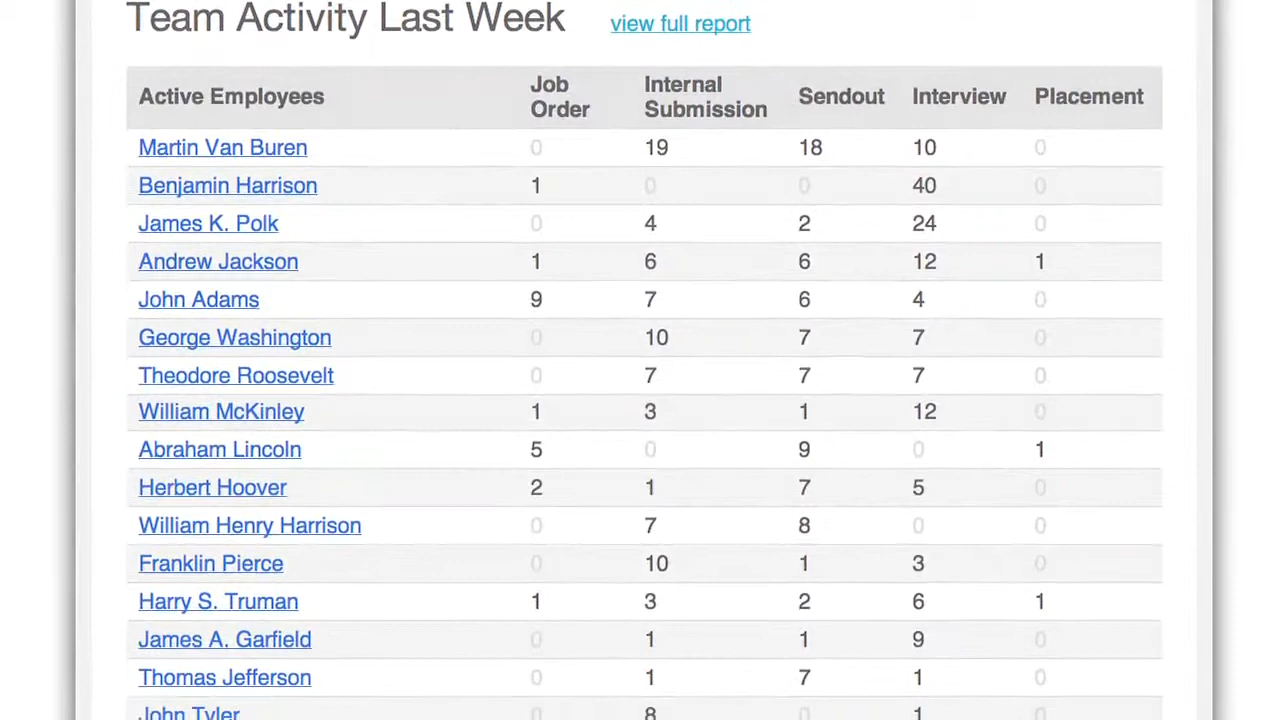 Team Activity Last Week view full report
Active Employees Job Order Internal Submission Sendout Interview Placement
Martin Van Buren 0 19 18 10 0
Benjamin Harrison 1 0 0 40 0
James K. Polk 0 4 2 24 0
Andrew Jackson 1 6 6 12 1
John Adams 9 7 6 4 0
George Washington 0 10 7 7 0
Theodore Roosevelt 0 7 7 7 0
William McKinley 1 3 1 12 0
Abraham Lincoln 5 0 9 0 1
Herbert Hoover 2 1 7 5 0
William Henry Harrison 0 7 8 0 0
Franklin Pierce 0 10 1 3 0
Harry S. Truman 1 3 2 6 1
James A. Garfield 0 1 1 9 0
Thomas Jefferson 0 1 7 1 0
John Tyler 0 8 0 1 0